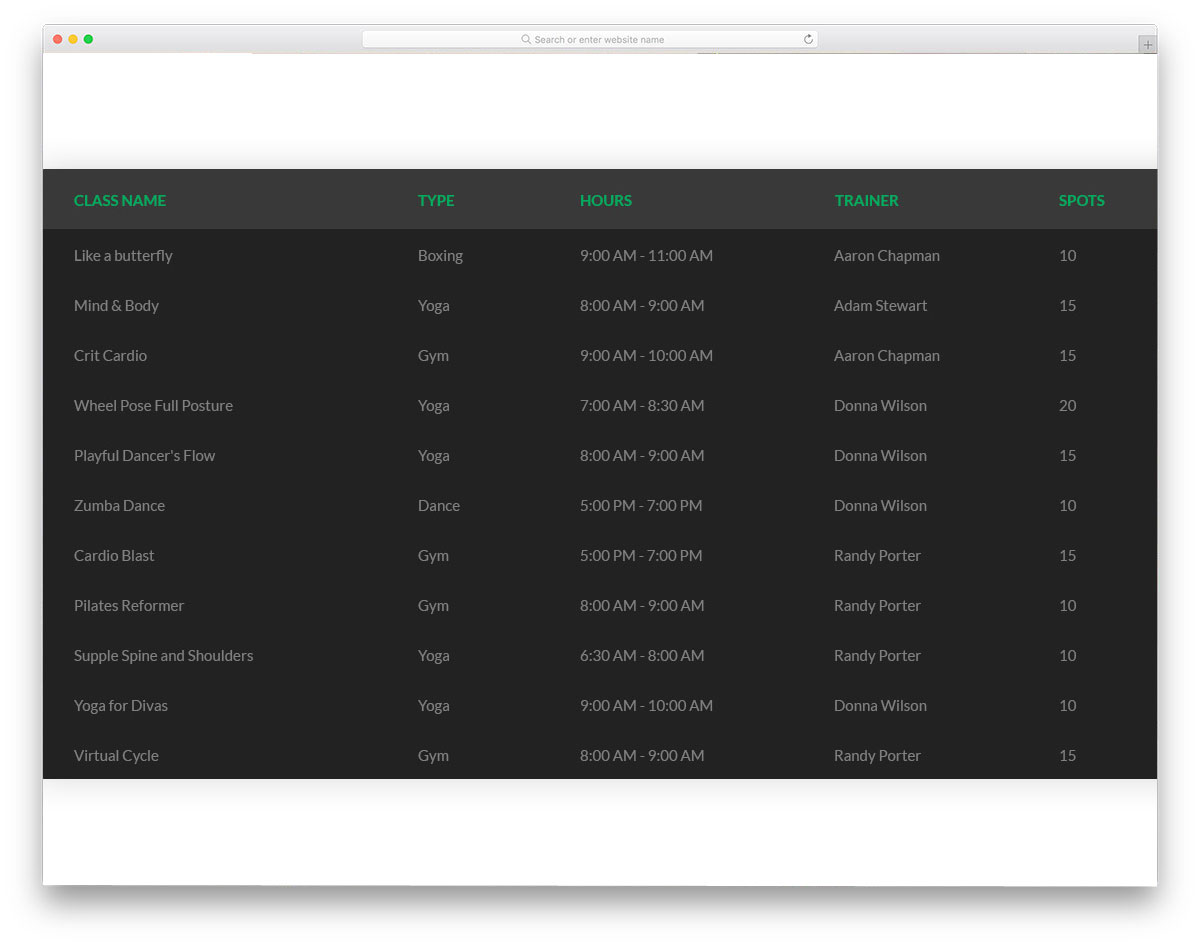 Search or enter website name
CLASS NAME TYPE HOURS TRAINER SPOTS
Like a butterfly Boxing 9:00 AM - 11:00 AM Aaron Chapman 10
Mind & Body Yoga 8:00 AM - 9:00 AM Adam Stewart 15
Crit Cardio Gym 9:00 AM - 10:00 AM Aaron Chapman 15
Wheel Pose Full Posture Yoga 7:00 AM - 8:30 AM Donna Wilson 20
Playful Dancer's Flow Yoga 8:00 AM - 9:00 AM Donna Wilson 15
Zumba Dance Dance 5:00 PM - 7:00 PM Donna Wilson 10
Cardio Blast Gym 5:00 PM - 7:00 PM Randy Porter 15
Pilates Reformer Gym 8:00 AM - 9:00 AM Randy Porter 10
Supple Spine and Shoulders Yoga 6:30 AM - 8:00 AM Randy Porter 10
Yoga for Divas Yoga 9:00 AM - 10:00 AM Donna Wilson 10
Virtual Cycle Gym 8:00 AM - 9:00 AM Randy Porter 15